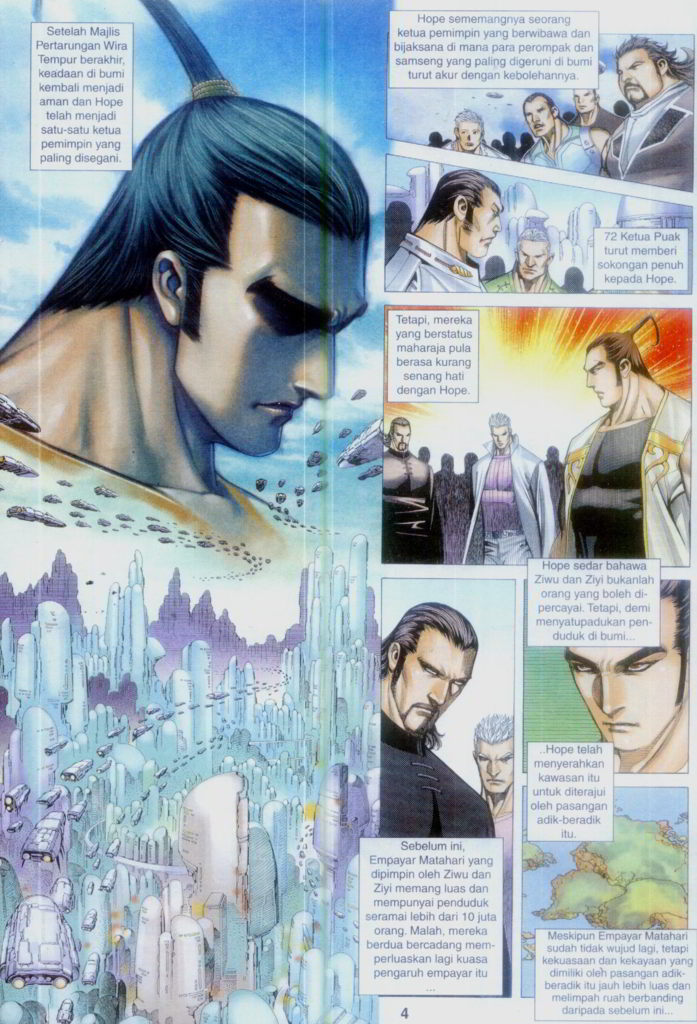 Setelah Majlis
Pertarungan Wira
Tempur berakhir,
keadaan di bumi
kembali menjadi
aman dan Hope
telah menjadi
satu-satu ketua
pemimpin yang
paling disegani.
Hope sememangnya seorang
ketua pemimpin yang berwibawa dan
bijaksana di mana para perompak dan
samseng yang paling digeruni di bumi
turut akur dengan kebolehannya.
72 Ketua Puak
turut memberi
sokongan penuh
kepada Hope.
Tetapi, mereka
yang berstatus
maharaja pula
berasa kurang
senang hati
dengan Hope.
Hope sedar bahawa
Ziwu dan Ziyi bukanlah
orang yang boleh di-
percayai. Tetapi, demi
menyatupadukan pen-
duduk di bumi...
..Hope telah
menyerahkan
kawasan itu
untuk diterajui
oleh pasangan
adik-beradik
itu.
Sebelum ini,
Empayar Matahari yang
dipimpin oleh Ziwu dan
Ziyi memang luas dan
mempunyai penduduk
seramai lebih dari 10 juta
orang. Malah, mereka
berdua bercadang mem-
perluaskan lagi kuasa
pengaruh empayar itu
...
Meskipun Empayar Matahari
sudah tidak wujud lagi, tetapi
kekuasaan dan kekayaan yang
dimiliki oleh pasangan adik-
beradik itu jauh lebih luas dan
melimpah ruah berbanding
daripada sebelum ini...
4